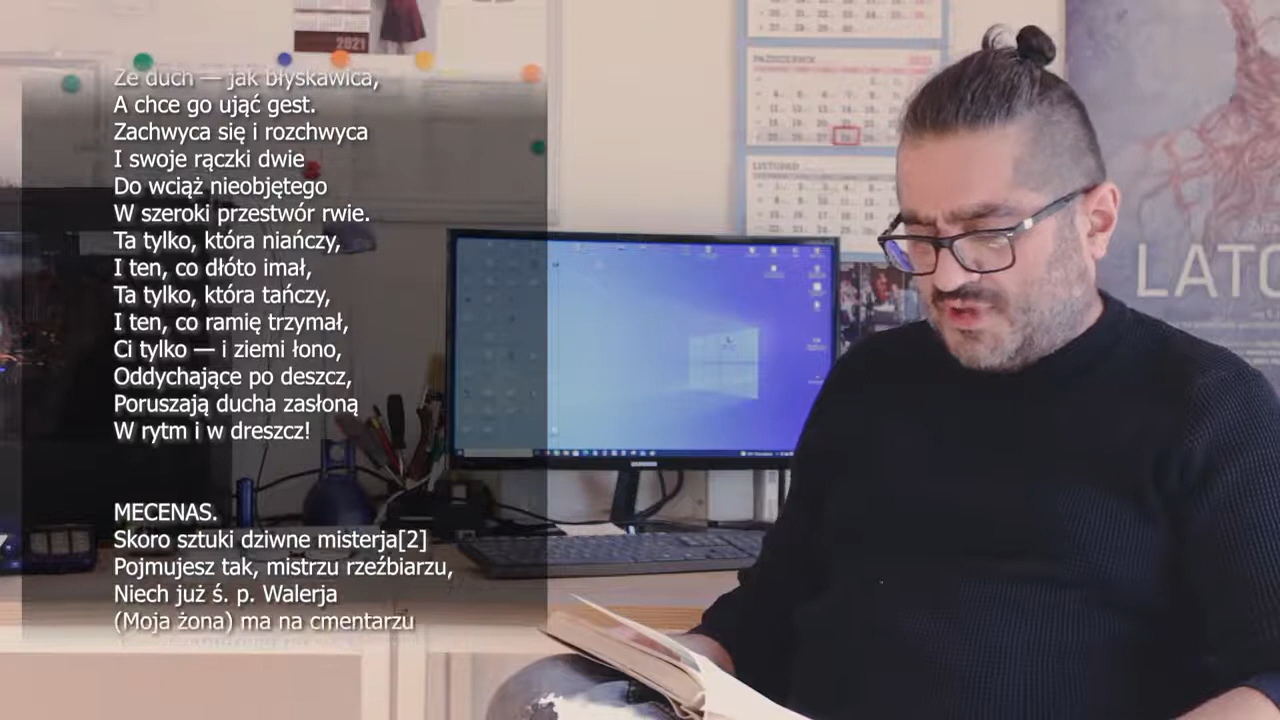 2021
Że duch — jak błyskawica,
A chce go ująć gest.
Zachwyca się i rozchwyca
I swoje rączki dwie
Do wciąż nieobjętego
W szeroki przestwór rwie.
Ta tylko, która niańczy,
I ten, co dłóto imał,
Ta tylko, która tańczy,
I ten, co ramię trzymał,
Ci tylko — i ziemi łono,
Oddychające po deszcz,
Poruszają ducha zasłoną
W rytm i w dreszcz!
MECENAS.
Skoro sztuki dziwne misterja[2]
Pojmujesz tak, mistrzu rzeźbiarzu,
Niech już ś. p. Walerja
(Moja żona) ma na cmentarzu
PAŹDZIERNIK
LISTOPAD
SAMSUNG
LATO